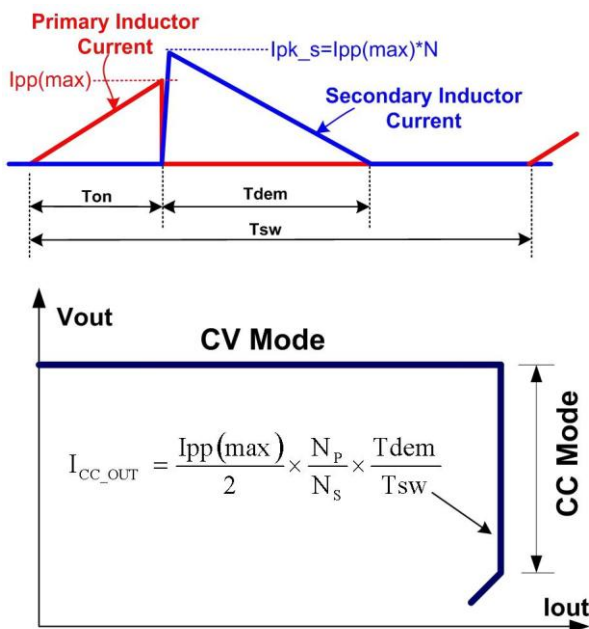 Primary Inductor
Current
Ipk_s=Ipp(max)*N
Ipp(max)
Secondary Inductor
Current
Ton
Tdem
Tsw
Vout
CV Mode
I_CC_OUT = Ipp(max)/2 × N_P/N_S × Tdem/Tsw
CC Mode
Iout